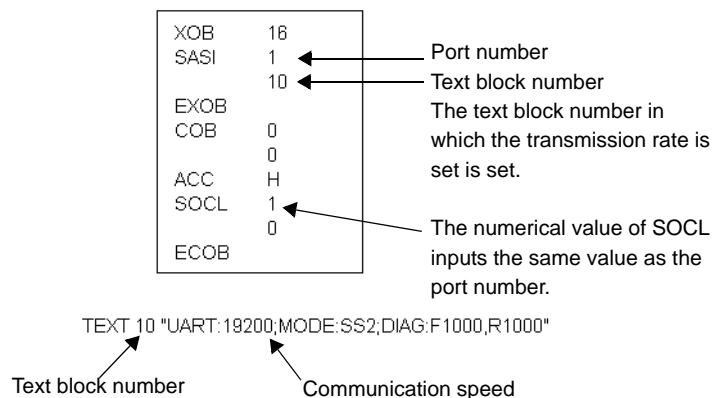 XOB 16
SASI 1
10
EXOB
COB 0
0
ACC H
SOCL 1
0
ECOB
Port number
Text block number
The text block number in
which the transmission rate is
set is set.
The numerical value of SOCL
inputs the same value as the
port number.
TEXT 10 "UART:19200;MODE:SS2;DIAG:F1000,R1000"
Text block number
Communication speed